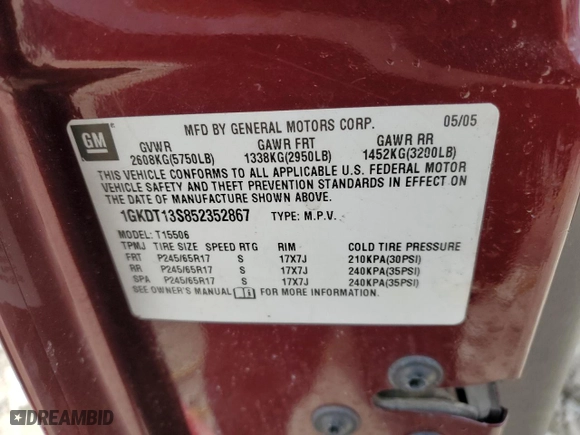 GM
MFD BY GENERAL MOTORS CORP. 05/05
GVWR GAWR FRT GAWR RR
2608KG(5750LB) 1338KG(2950LB) 1452KG(3200LB)
THIS VEHICLE CONFORMS TO ALL APPLICABLE U.S. FEDERAL MOTOR
VEHICLE SAFETY AND THEFT PREVENTION STANDARDS IN EFFECT ON
THE DATE OF MANUFACTURE SHOWN ABOVE.
1GKDT13S852352867 TYPE: M.P.V.
MODEL: T15506
TPMJ TIRE SIZE SPEED RTG RIM COLD TIRE PRESSURE
FRT P245/65R17 S 17X7J 210KPA(30PSI)
RR P245/65R17 S 17X7J 240KPA(35PSI)
SPA P245/65R17 S 17X7J 240KPA(35PSI)
SEE OWNER'S MANUAL FOR MORE INFORMATION.
DREAMBID